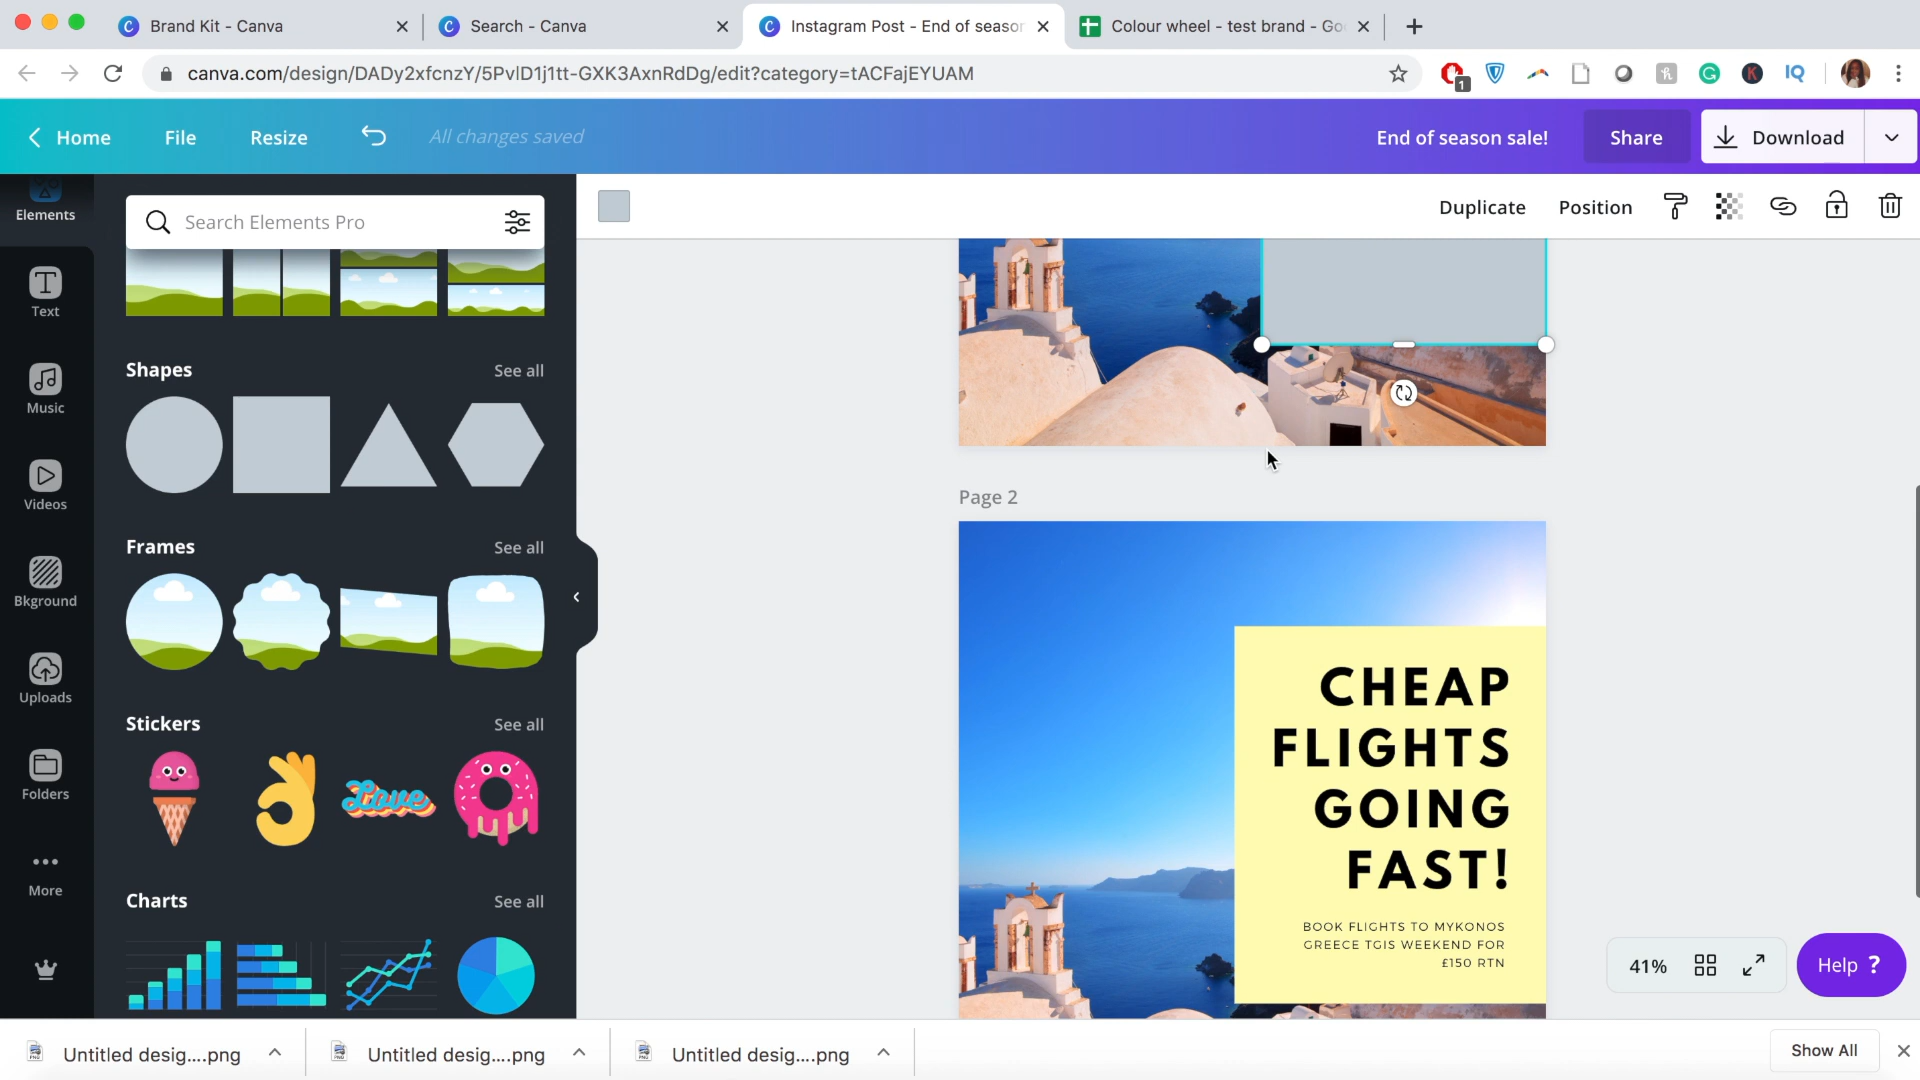 Brand Kit - Canva
Search - Canva
Instagram Post - End of season
Colour wheel - test brand - Go
canva.com/design/DADy2xfcnzY/5PvlD1j1tt-GXK3AxnRdDg/edit?category=tACFajEYUAM
1
IQ
Home
File
Resize
All changes saved
End of season sale!
Share
Download
Elements
Search Elements Pro
Duplicate
Position
Text
Music
Videos
Bkground
Uploads
Folders
More
Shapes
See all
Frames
See all
Stickers
See all
Love
Charts
See all
Page 2
CHEAP
FLIGHTS
GOING
FAST!
BOOK FLIGHTS TO MYKONOS
GREECE TGIS WEEKEND FOR
£150 RTN
41%
Help ?
Untitled desig....png
Untitled desig....png
Untitled desig....png
Show All